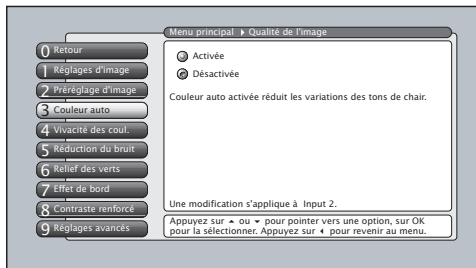 Menu principal ▸ Qualité de l'image
0 Retour
1 Réglages d'image
2 Préréglage d'image
3 Couleur auto
4 Vivacité des coul.
5 Réduction du bruit
6 Relief des verts
7 Effet de bord
8 Contraste renforcé
9 Réglages avancés
Activée
Désactivée
Couleur auto activée réduit les variations des tons de chair.
Une modification s'applique à Input 2.
Appuyez sur ▲ ou ▼ pour pointer vers une option, sur OK
pour la sélectionner. Appuyez sur ◀ pour revenir au menu.